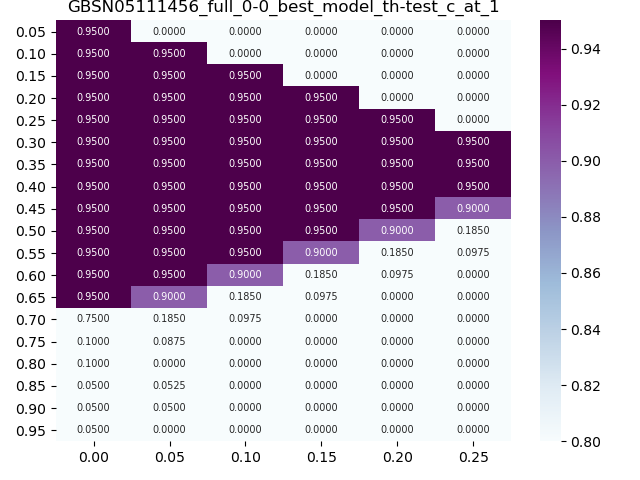 GBSN05111456_full_0-0_best_model_th-test_c_at_1
0.05 0.9500 0.0000 0.0000 0.0000 0.0000 0.0000
0.10 0.9500 0.9500 0.0000 0.0000 0.0000 0.0000
0.15 0.9500 0.9500 0.9500 0.0000 0.0000 0.0000
0.20 0.9500 0.9500 0.9500 0.9500 0.0000 0.0000
0.25 0.9500 0.9500 0.9500 0.9500 0.9500 0.0000
0.30 0.9500 0.9500 0.9500 0.9500 0.9500 0.9500
0.35 0.9500 0.9500 0.9500 0.9500 0.9500 0.9500
0.40 0.9500 0.9500 0.9500 0.9500 0.9500 0.9500
0.45 0.9500 0.9500 0.9500 0.9500 0.9500 0.9000
0.50 0.9500 0.9500 0.9500 0.9500 0.9000 0.1850
0.55 0.9500 0.9500 0.9500 0.9000 0.1850 0.0975
0.60 0.9500 0.9500 0.9000 0.1850 0.0975 0.0000
0.65 0.9500 0.9000 0.1850 0.0975 0.0000 0.0000
0.70 0.7500 0.1850 0.0975 0.0000 0.0000 0.0000
0.75 0.1000 0.0875 0.0000 0.0000 0.0000 0.0000
0.80 0.1000 0.0000 0.0000 0.0000 0.0000 0.0000
0.85 0.0500 0.0525 0.0000 0.0000 0.0000 0.0000
0.90 0.0500 0.0500 0.0000 0.0000 0.0000 0.0000
0.95 0.0500 0.0000 0.0000 0.0000 0.0000 0.0000
0.00 0.05 0.10 0.15 0.20 0.25
0.94
0.92
0.90
0.88
0.86
0.84
0.82
0.80